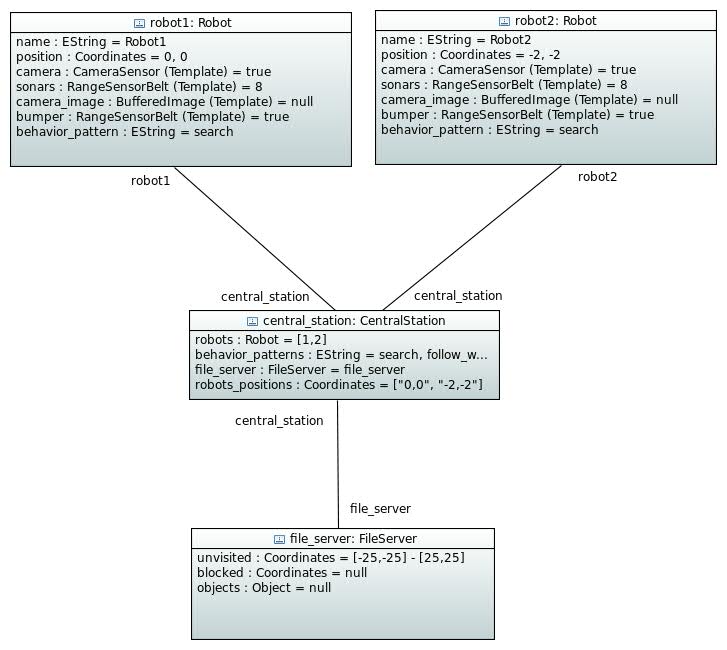 robot1: Robot
name : EString = Robot1
position : Coordinates = 0, 0
camera : CameraSensor (Template) = true
sonars : RangeSensorBelt (Template) = 8
camera_image : BufferedImage (Template) = null
bumper : RangeSensorBelt (Template) = true
behavior_pattern : EString = search
robot2: Robot
name : EString = Robot2
position : Coordinates = -2, -2
camera : CameraSensor (Template) = true
sonars : RangeSensorBelt (Template) = 8
camera_image : BufferedImage (Template) = null
bumper : RangeSensorBelt (Template) = true
behavior_pattern : EString = search
robot1
robot2
central_station
central_station
central_station: CentralStation
robots : Robot = [1,2]
behavior_patterns : EString = search, follow_w...
file_server : FileServer = file_server
robots_positions : Coordinates = ["0,0", "-2,-2"]
central_station
file_server
file_server: FileServer
unvisited : Coordinates = [-25,-25] - [25,25]
blocked : Coordinates = null
objects : Object = null